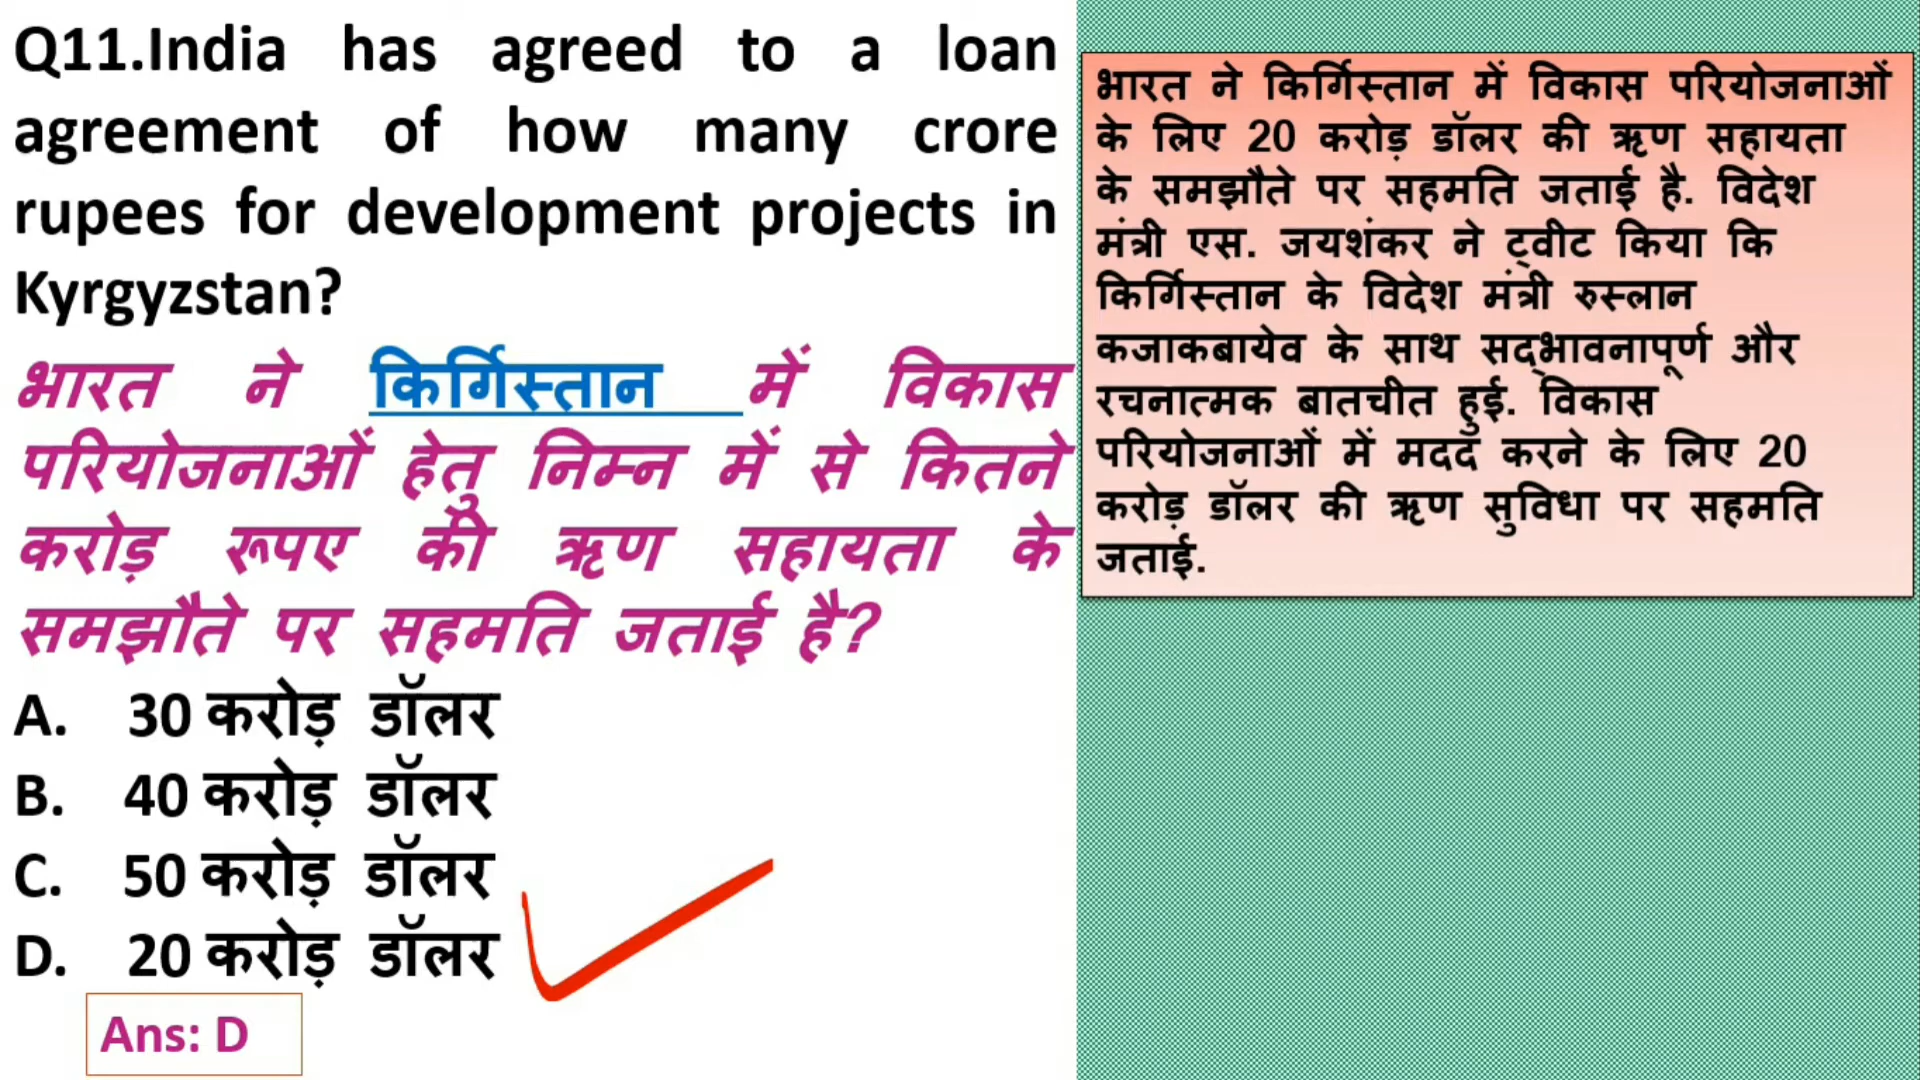 Q11.India has agreed to a loan
agreement of how many crore
rupees for development projects in
Kyrgyzstan?
भारत ने किर्गिस्तान में विकास
परियोजनाओं हेतु निम्न में से कितने
करोड़ रूपए की ऋण सहायता के
समझौते पर सहमति जताई है?
A. 30 करोड़ डॉलर
B. 40 करोड़ डॉलर
C. 50 करोड़ डॉलर
D. 20 करोड़ डॉलर
Ans: D
भारत ने किर्गिस्तान में विकास परियोजनाओं
के लिए 20 करोड़ डॉलर की ऋण सहायता
के समझौते पर सहमति जताई है. विदेश
मंत्री एस. जयशंकर ने ट्वीट किया कि
किर्गिस्तान के विदेश मंत्री रुस्लान
कजाकबायेव के साथ सद्भावनापूर्ण और
रचनात्मक बातचीत हुई. विकास
परियोजनाओं में मदद करने के लिए 20
करोड़ डॉलर की ऋण सुविधा पर सहमति
जताई.